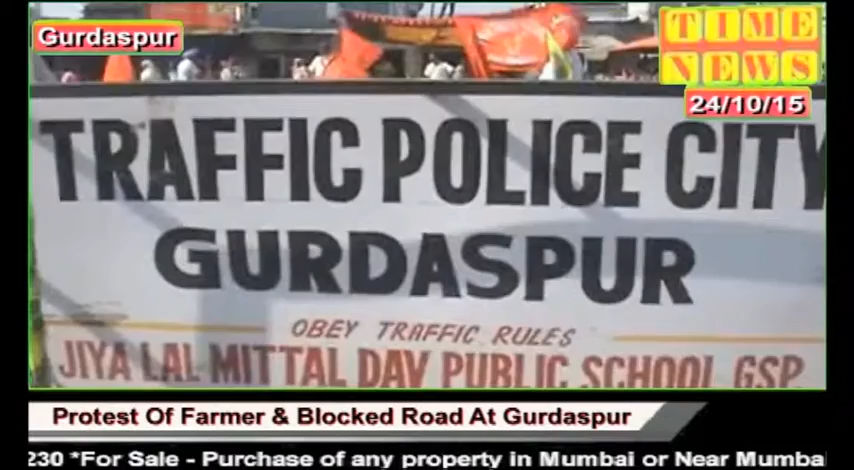 Gurdaspur
TIME
NEWS
24/10/15
TRAFFIC POLICE CITY
GURDASPUR
OBEY TRAFFIC RULES
JIYA LAL MITTAL DAV PUBLIC SCHOOL GSP
Protest Of Farmer & Blocked Road At Gurdaspur
230 *For Sale - Purchase of any property in Mumbai or Near Mumba